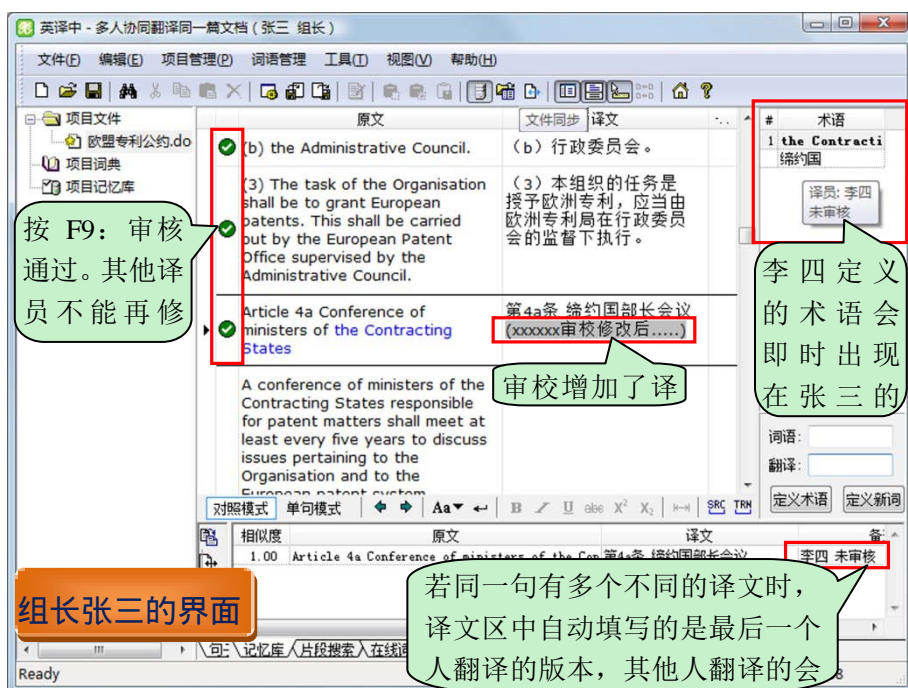 英译中 - 多人协同翻译同一篇文档 ( 张三 组长 )
文件(F) 编辑(E) 项目管理(P) 词语管理 工具(T) 视图(V) 帮助(H)
项目文件
欧盟专利公约.do
项目词典
项目记忆库
原文
文件同步
译文
(b) the Administrative Council.
(b) 行政委员会。
(3) The task of the Organisation
shall be to grant European
patents. This shall be carried
out by the European Patent
Office supervised by the
Administrative Council.
(3) 本组织的任务是
授予欧洲专利,应当由
欧洲专利局在行政委员
会的监督下执行。
Article 4a Conference of
ministers of the Contracting
States
第4a条 缔约国部长会议
(xxxxxx审校修改后.....)
A conference of ministers of the
Contracting States responsible
for patent matters shall meet at
least every five years to discuss
issues pertaining to the
Organisation and to the
European patent system
# 术语
1 the Contracti
缔约国
译员: 李四
未审核
按 F9: 审核
通过。其他译
员不能再修
审校增加了译
李四定义
的术语会
即时出现
在张三的
词语:
翻译:
定义术语 定义新词
对照模式 单句模式 Aa B I U abc X² X₂ SRC TRN
相似度 原文 译文 备
1.00 Article 4a Conference of ministers of the Con 第4a条 缔约国部长会议 李四 未审核
若同一句有多个不同的译文时,
译文区中自动填写的是最后一个
人翻译的版本,其他人翻译的会
组长张三的界面
记忆库 片段搜索 在线词
Ready